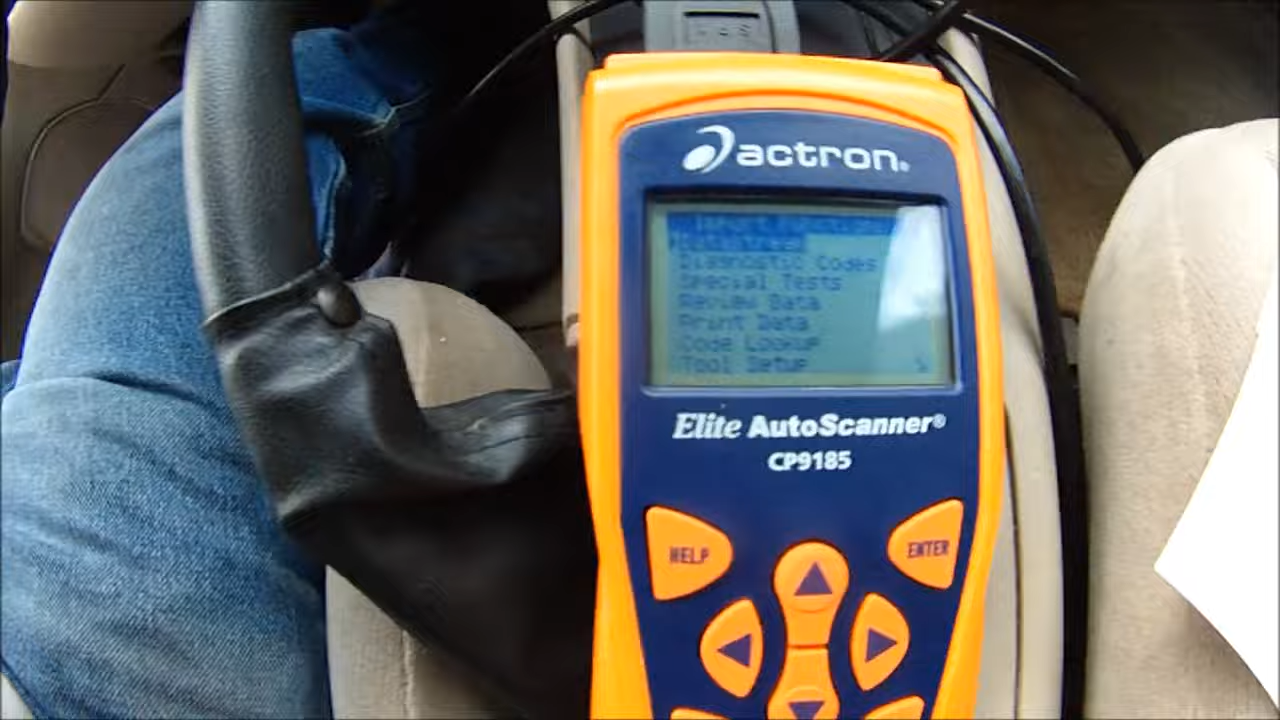 actron®
Diagnostic Codes
Special Tests
Review Data
Print Data
Code Lookup
Tool Setup
Elite AutoScanner®
CP9185
HELP
ENTER